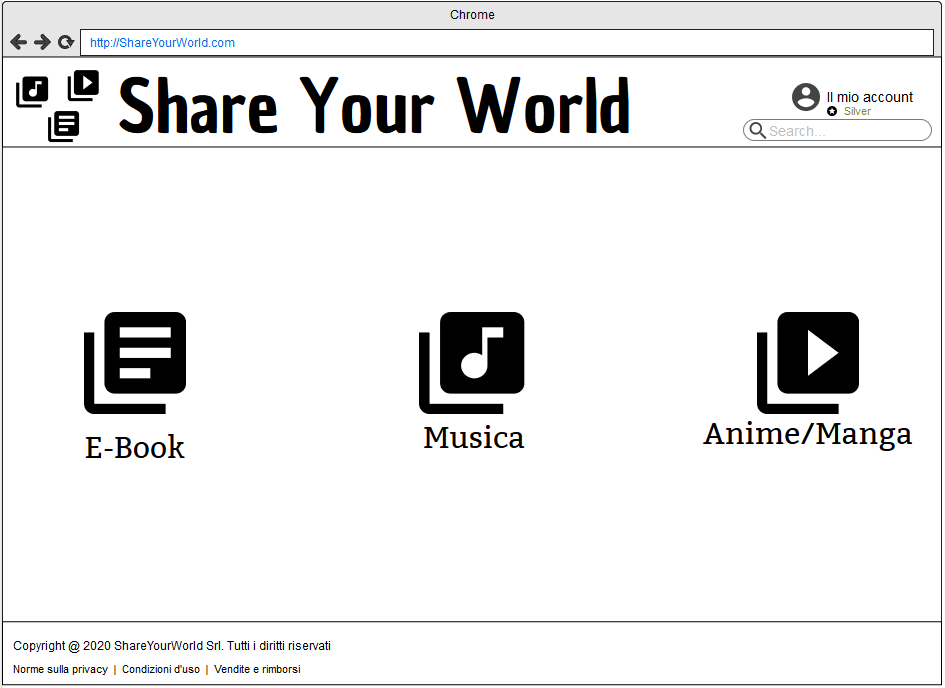 Chrome
http://ShareYourWorld.com
Share Your World
Il mio account
Silver
Search...
E-Book
Musica
Anime/Manga
Copyright @ 2020 ShareYourWorld Srl. Tutti i diritti riservati
Norme sulla privacy | Condizioni d'uso | Vendite e rimborsi